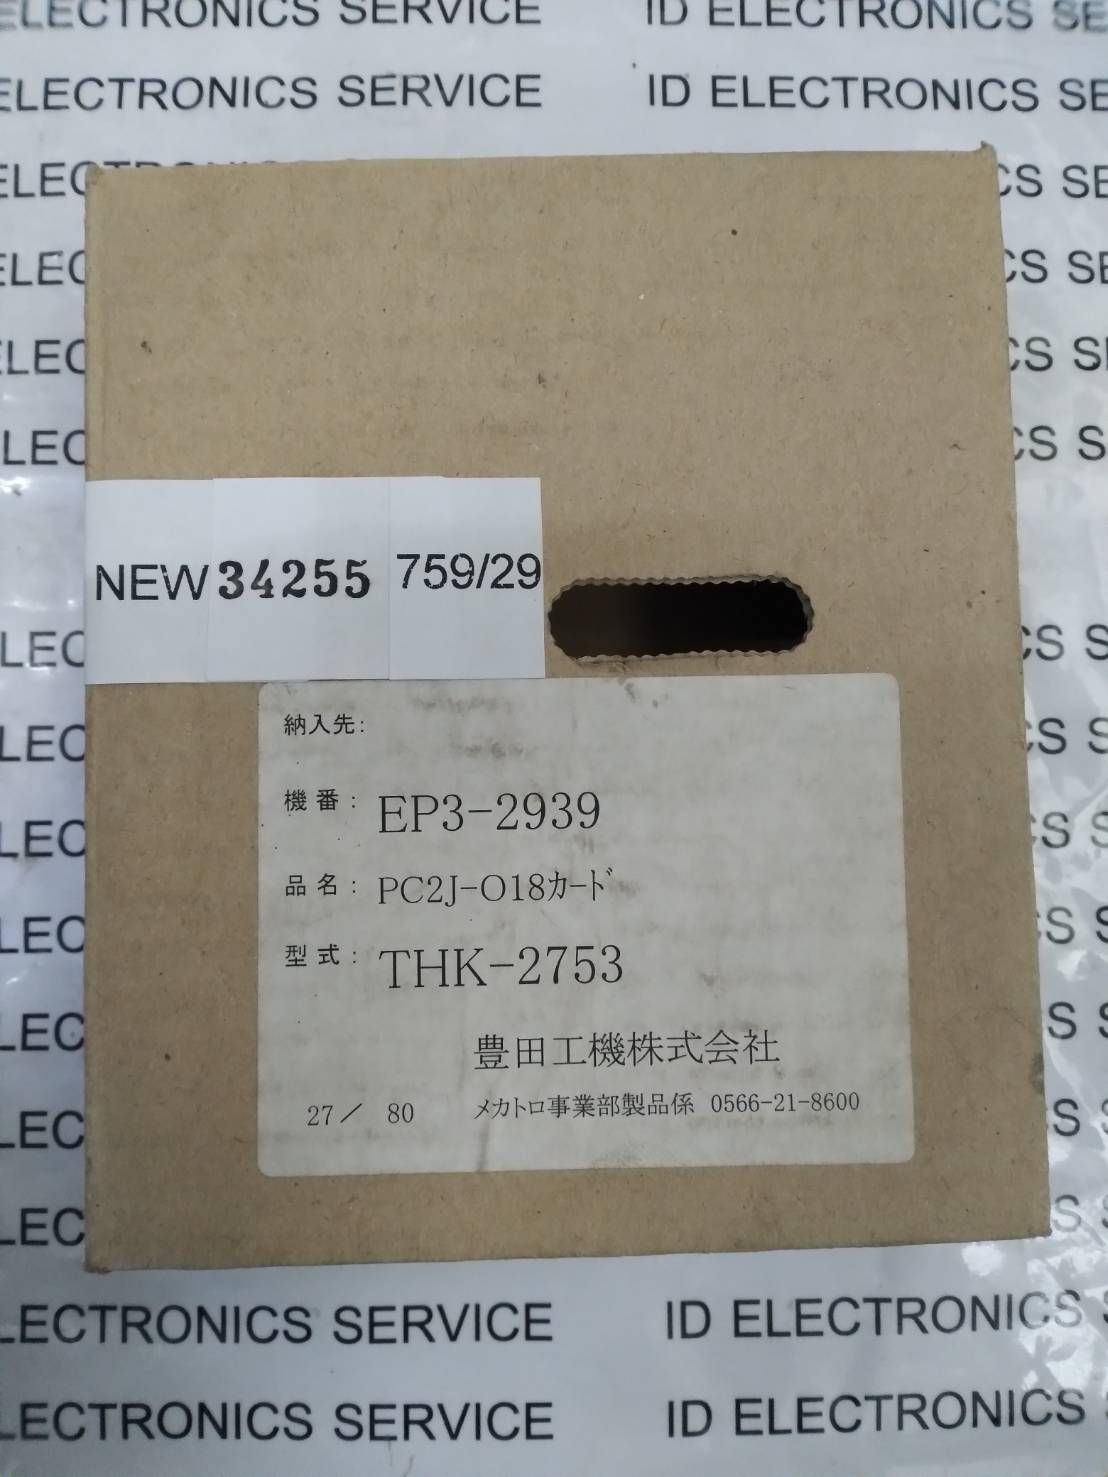 ELECTRONICS SERVICE ID ELECTRONICS SE
ELECTRONICS SERVICE ID ELECTRONICS SE
NEW 34255 759/29
納入先:
機番: EP3-2939
品名: PC2J-O18カード
型式: THK-2753
豊田工機株式会社
27/ 80 メカトロ事業部製品係 0566-21-8600
LECTRONICS SERVICE ID ELECTRONICS
LECTRONICS SERVICE ID ELECTRONICS